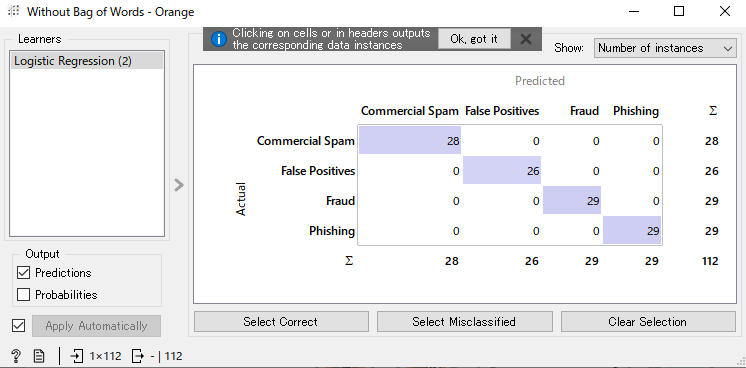 Without Bag of Words - Orange
Learners
Logistic Regression (2)
Clicking on cells or in headers outputs
the corresponding data instances
Ok, got it
Show:
Number of instances
Predicted
Commercial Spam False Positives Fraud Phishing Σ
Commercial Spam 28 0 0 0 28
False Positives 0 26 0 0 26
Actual
Fraud 0 0 29 0 29
Phishing 0 0 0 29 29
Σ 28 26 29 29 112
Output
Predictions
Probabilities
Apply Automatically
Select Correct
Select Misclassified
Clear Selection
? 1×112 - | 112